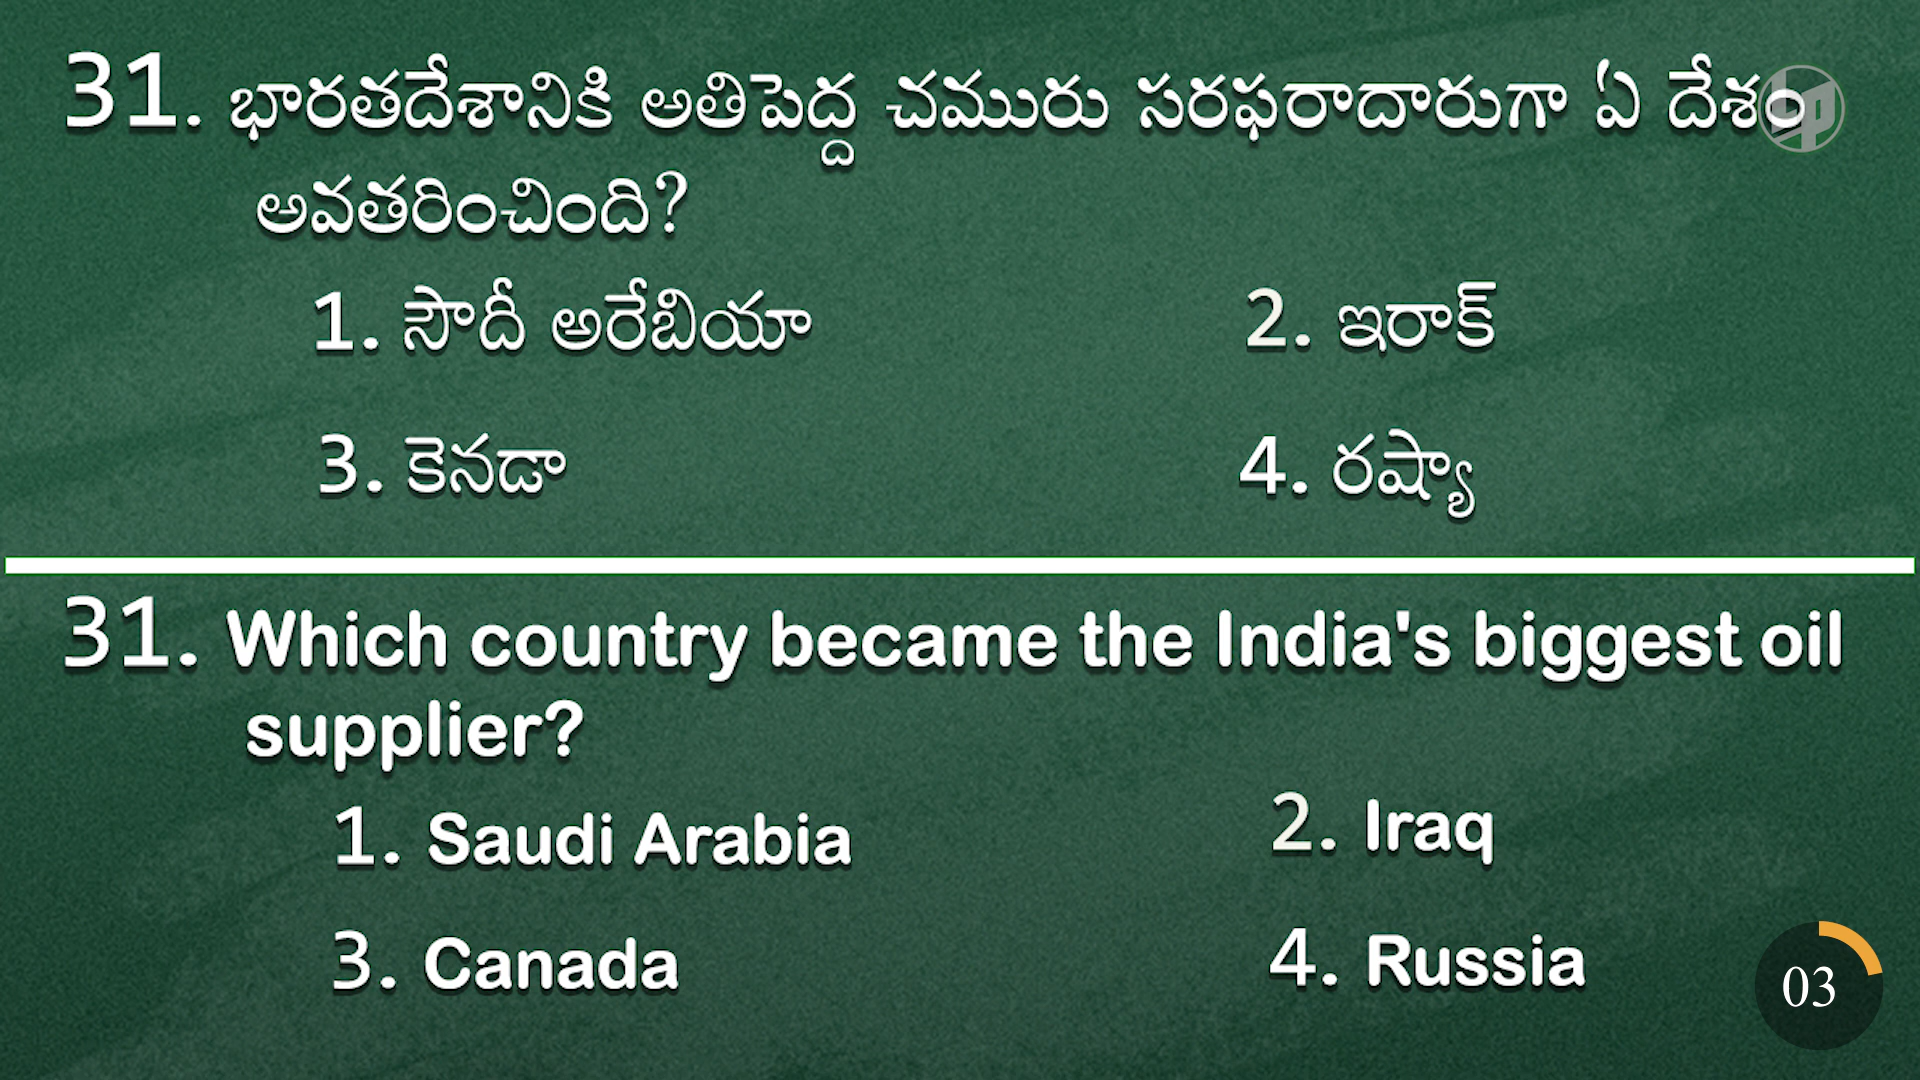 31. భారతదేశానికి అతిపెద్ద చమురు సరఫరాదారుగా ఏ దేశం
అవతరించింది?
1. సౌదీ అరేబియా 2. ఇరాక్
3. కెనడా 4. రష్యా
31. Which country became the India's biggest oil
supplier?
1. Saudi Arabia 2. Iraq
3. Canada 4. Russia
03